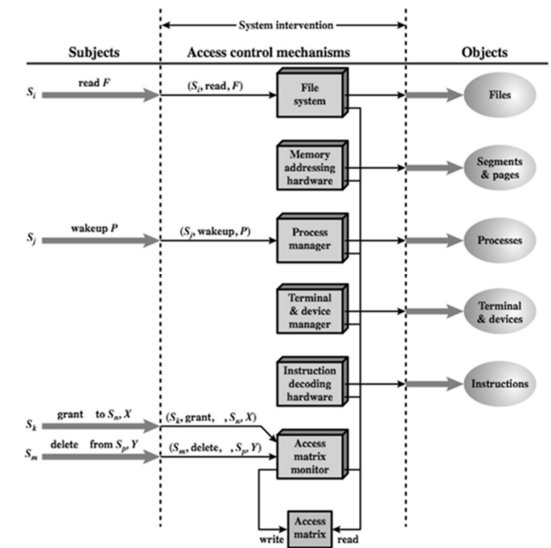 System intervention
Subjects Access control mechanisms Objects
Sᵢ read F (Sᵢ, read, F) File system Files
Memory addressing hardware Segments & pages
Sⱼ wakeup P (Sⱼ, wakeup, P) Process manager Processes
Terminal & device manager Terminal & devices
Instruction decoding hardware Instructions
Sₖ grant to Sₙ, X (Sₖ, grant, , Sₙ, X)
Sₘ delete from Sₚ, Y (Sₘ, delete, , Sₚ, Y) Access matrix monitor
write Access matrix read